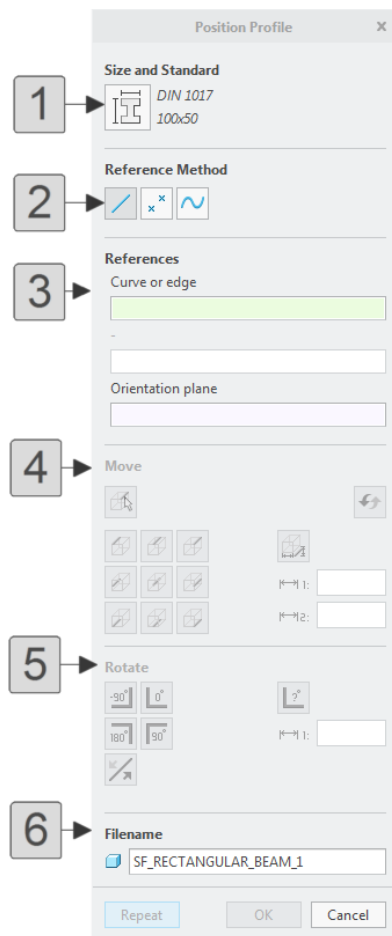 Position Profile x
Size and Standard
1
DIN 1017
100x50
Reference Method
2
References
3
Curve or edge
-
Orientation plane
4
Move
1:
2:
5
Rotate
-90° 0° ?°
180° 90° 1:
6
Filename
SF_RECTANGULAR_BEAM_1
Repeat OK Cancel